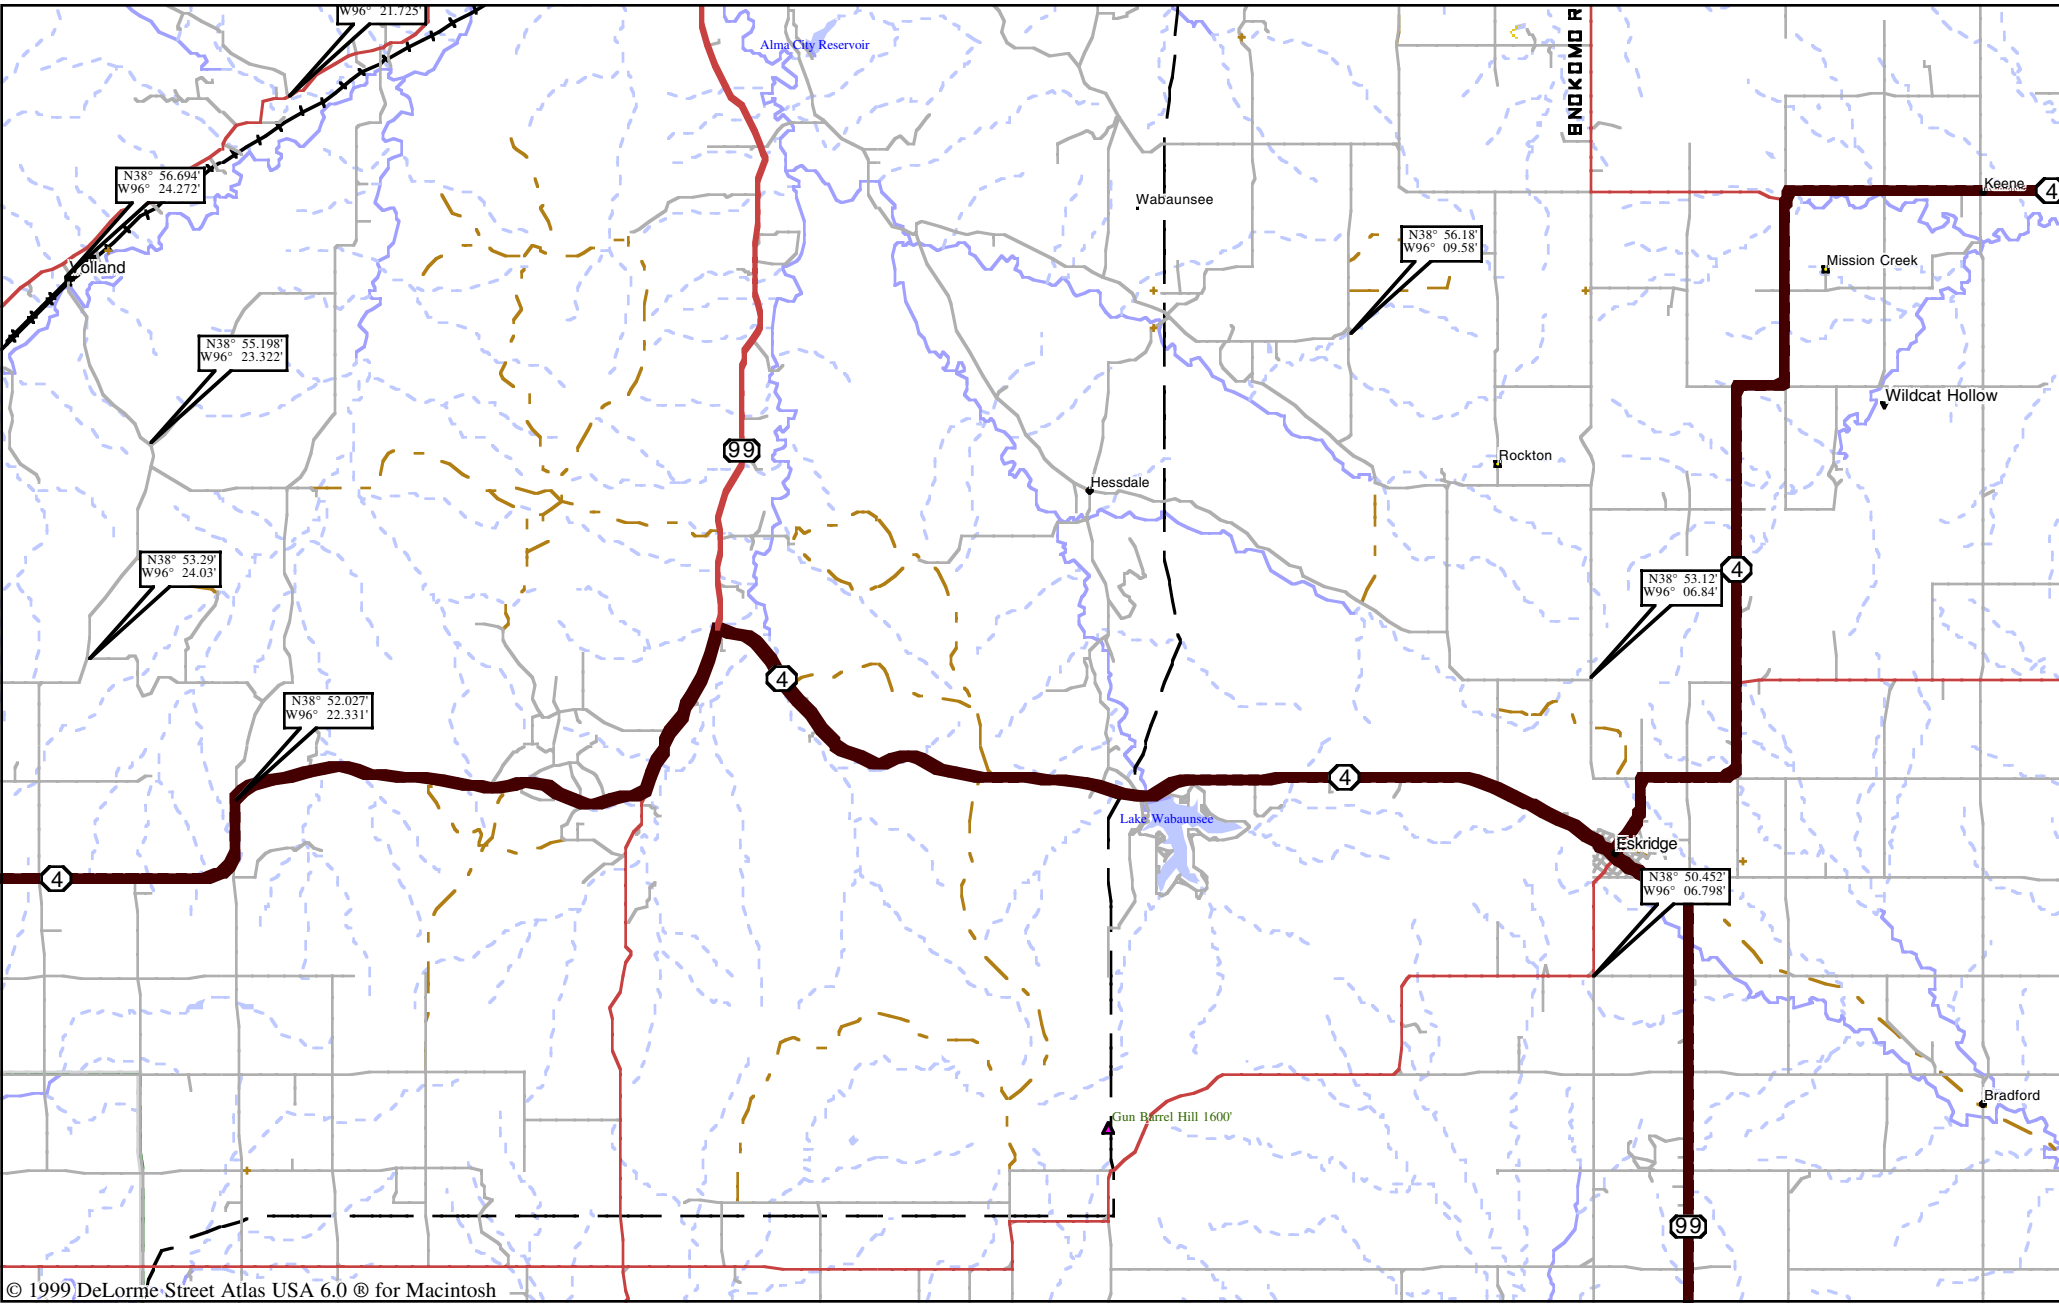 W96° 21.725'
Alma City Reservoir
N38° 56.694'
W96° 24.272'
Keene
4
Wabaunsee
N38° 56.18'
W96° 09.58'
Volland
Mission Creek
N38° 55.198'
W96° 23.322'
Wildcat Hollow
99
Rockton
Hessdale
N38° 53.29'
W96° 24.03'
4
N38° 53.12'
W96° 06.84'
4
N38° 52.027'
W96° 22.331'
4
Lake Wabaunsee
Eskridge
4
N38° 50.452'
W96° 06.798'
Bradford
Gun Barrel Hill 1600'
99
© 1999 DeLorme Street Atlas USA 6.0 ® for Macintosh